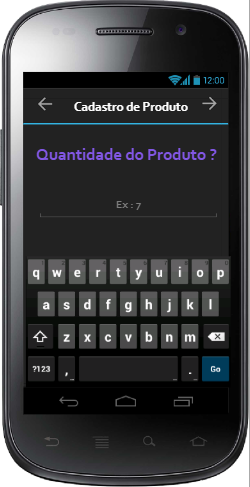 12:00
Cadastro de Produto
Quantidade do Produto ?
Ex : 7
q w e r t y u i o p
a s d f g h j k l
z x c v b n m
?123 , . Go